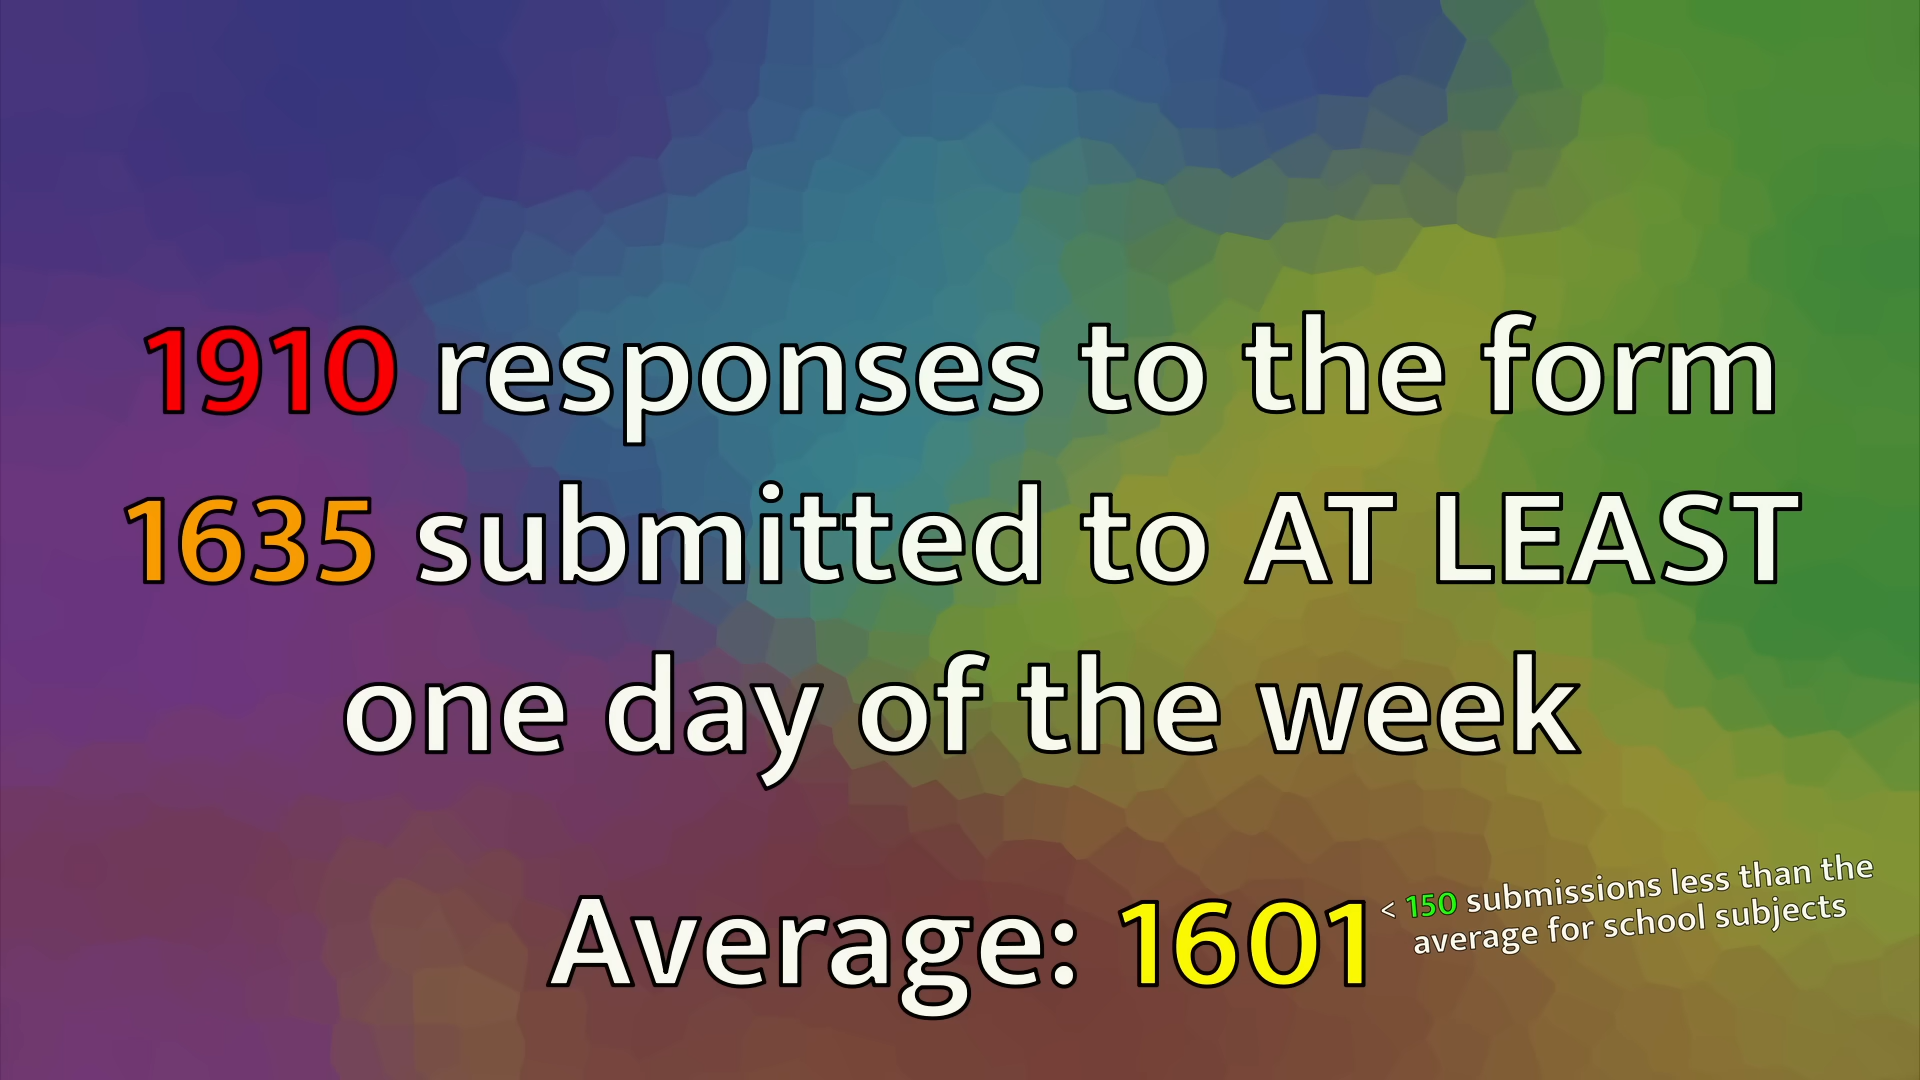 1910 responses to the form
1635 submitted to AT LEAST
one day of the week
Average: 1601
< 150 submissions less than the
average for school subjects